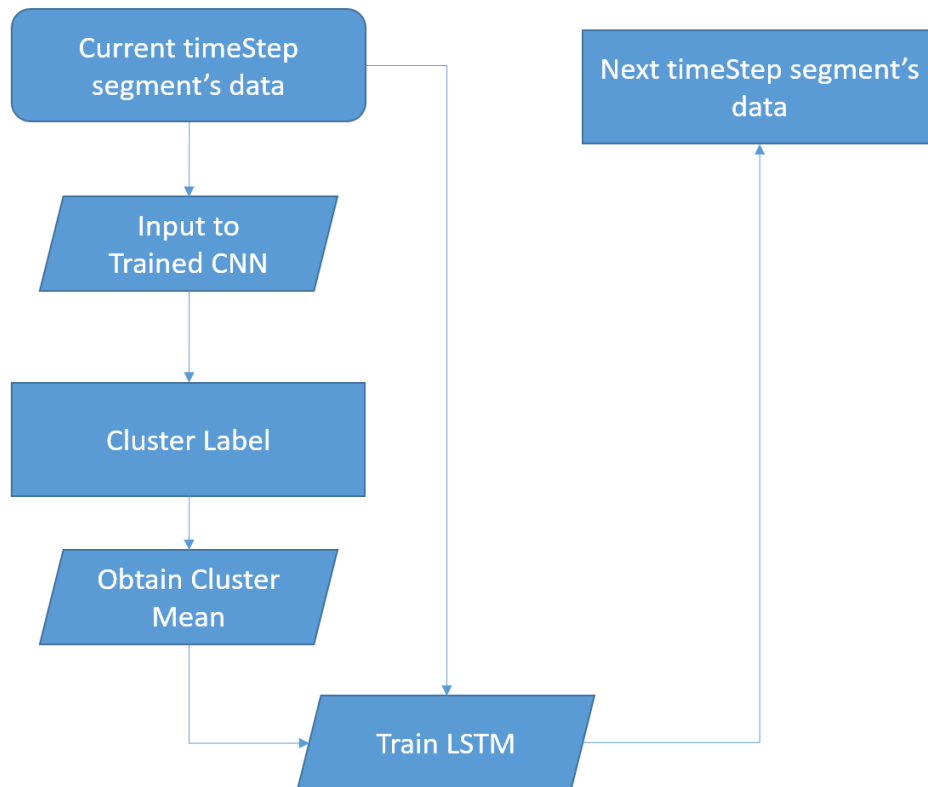 Current timeStep
segment’s data
Next timeStep segment’s
data
Input to
Trained CNN
Cluster Label
Obtain Cluster
Mean
Train LSTM